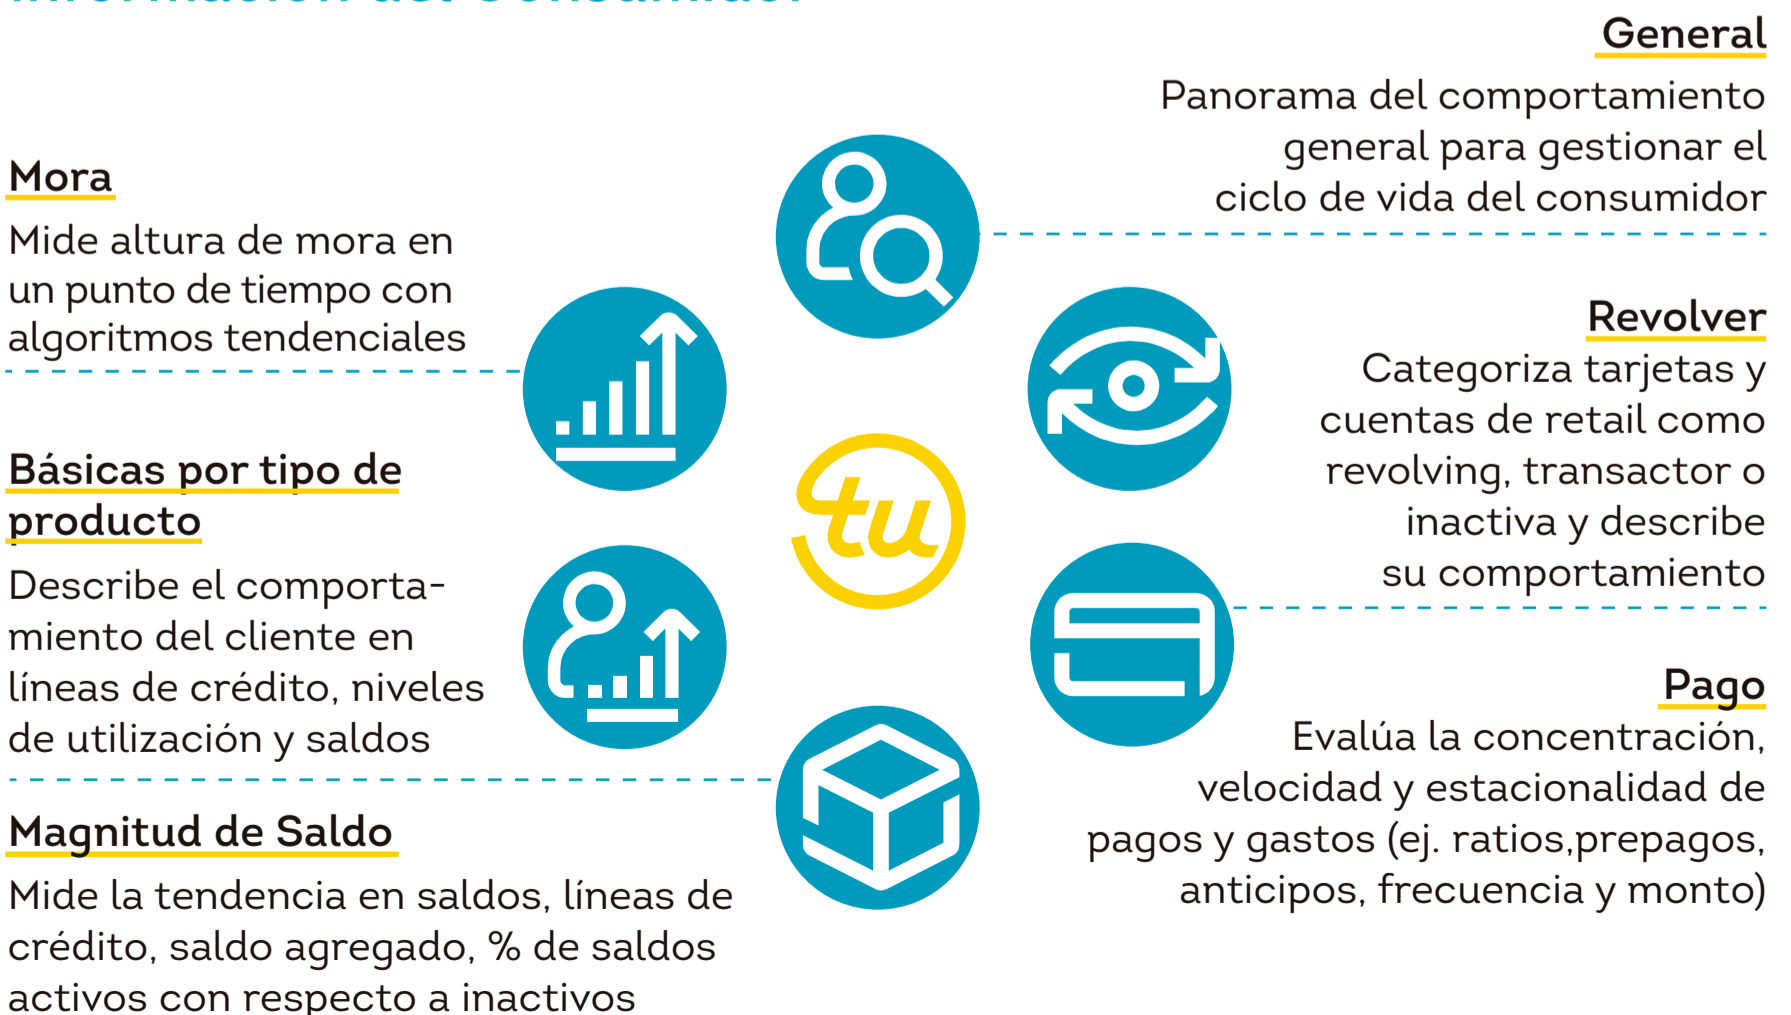 Información del Consumidor
General
Panorama del comportamiento
general para gestionar el
ciclo de vida del consumidor
Mora
Mide altura de mora en
un punto de tiempo con
algoritmos tendenciales
Revolver
Categoriza tarjetas y
cuentas de retail como
revolving, transactor o
inactiva y describe
su comportamiento
Básicas por tipo de
producto
Describe el comporta-
miento del cliente en
líneas de crédito, niveles
de utilización y saldos
tu
Pago
Evalúa la concentración,
velocidad y estacionalidad de
pagos y gastos (ej. ratios,prepagos,
anticipos, frecuencia y monto)
Magnitud de Saldo
Mide la tendencia en saldos, líneas de
crédito, saldo agregado, % de saldos
activos con respecto a inactivos